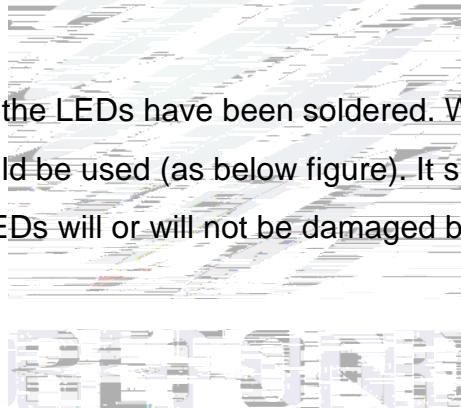 the LEDs have been soldered. W
ld be used (as below figure). It s
EDs will or will not be damaged b